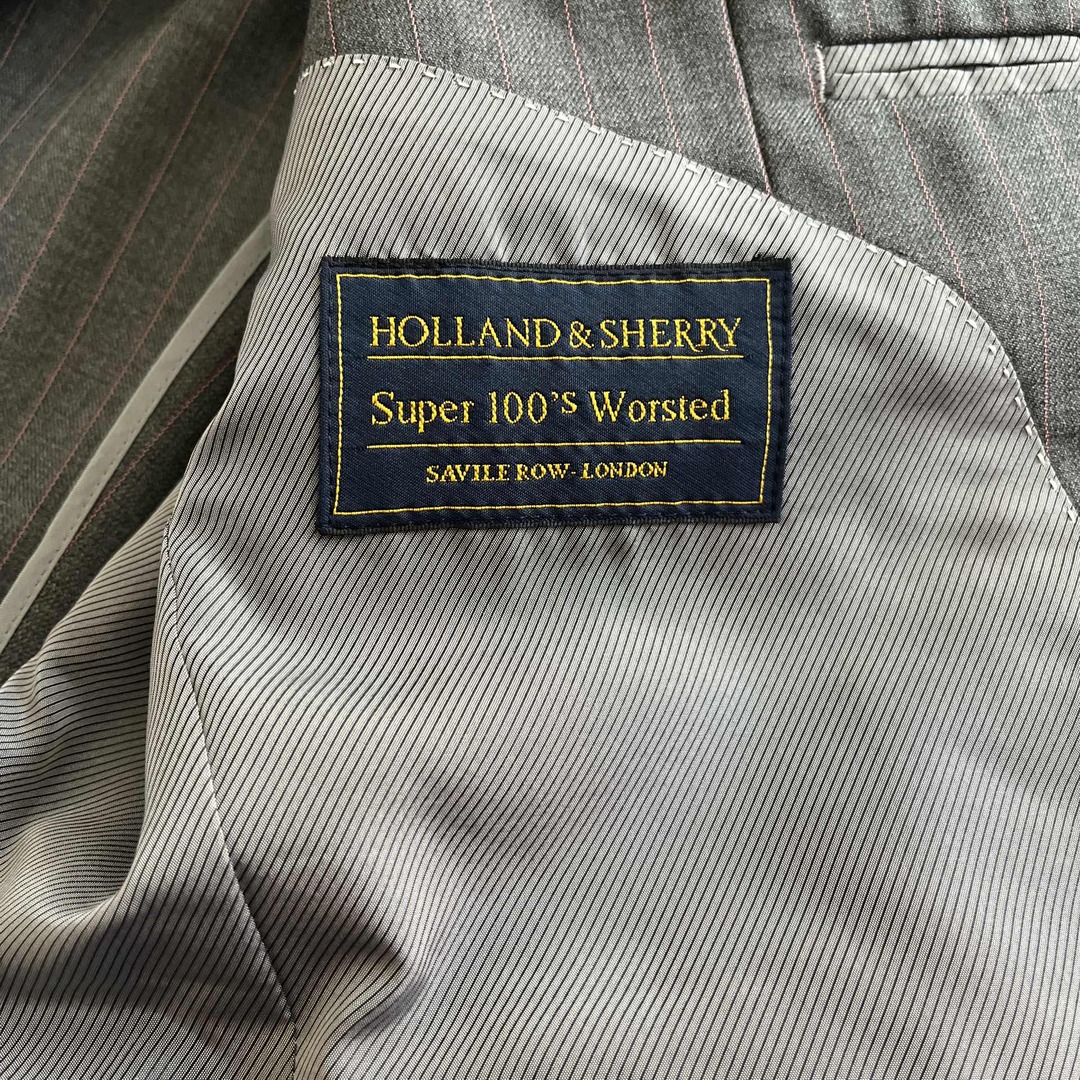 HOLLAND & SHERRY
Super 100's Worsted
SAVILE ROW-LONDON